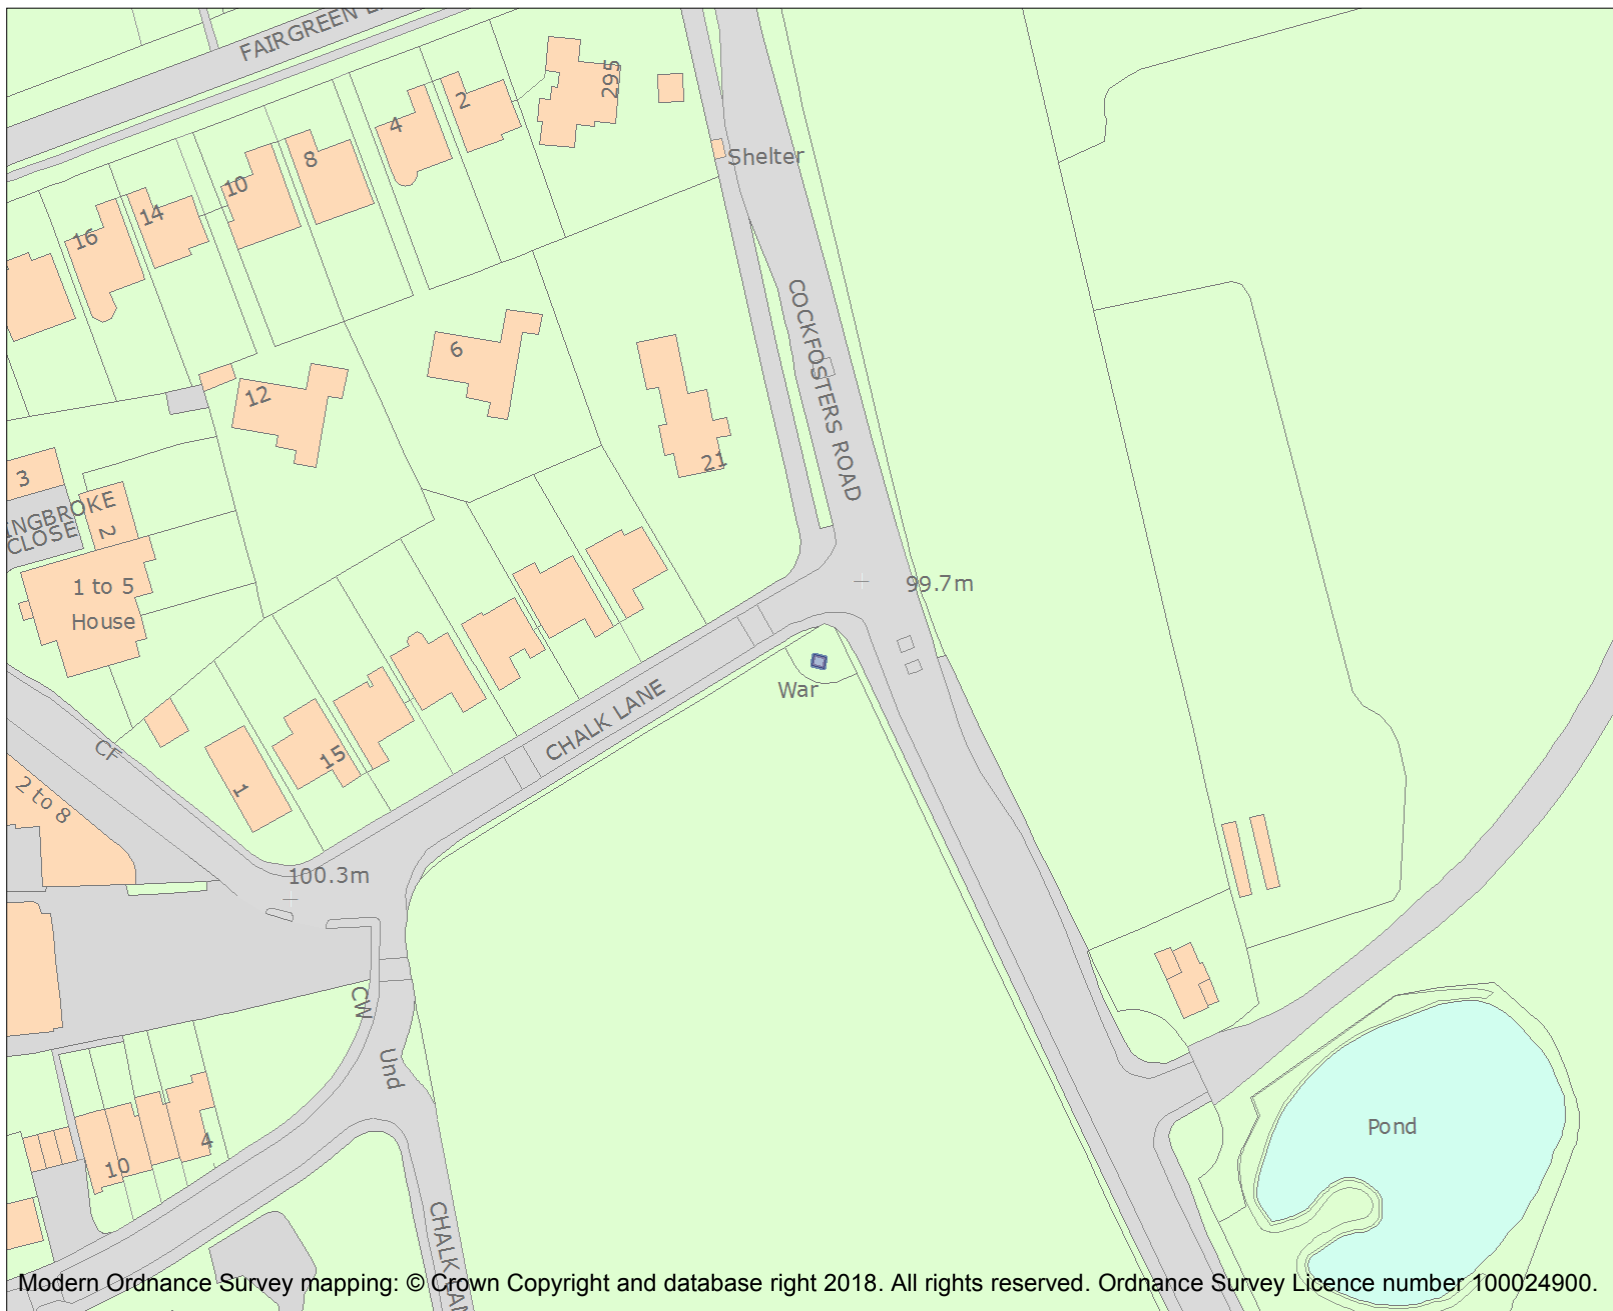 FAIRGREEN
295
2
4
8
10
14
16
Shelter
COCKFOSTERS ROAD
6
12
21
3
INGBROKE
CLOSE
2
1 to 5
House
99.7m
War
CHALK LANE
15
1
CF
2 to 8
100.3m
CW
Und
Pond
4
10
CHALK LAN
Modern Ordnance Survey mapping: © Crown Copyright and database right 2018. All rights reserved. Ordnance Survey Licence number 100024900.